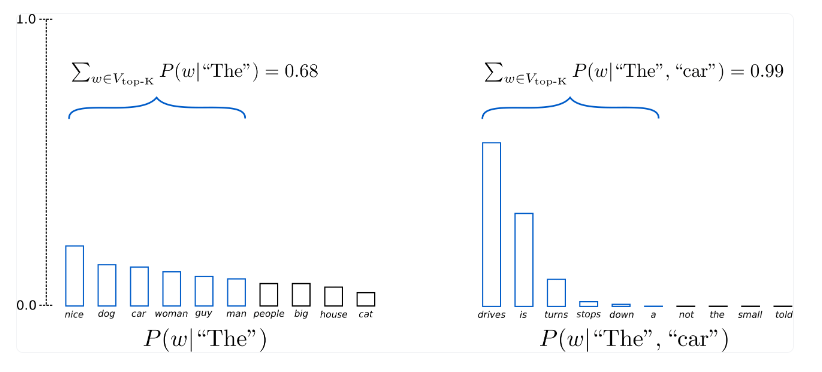 1.0
∑w∈Vtop-K P(w|“The”) = 0.68
∑w∈Vtop-K P(w|“The”, “car”) = 0.99
0.0
nice dog car woman guy man people big house cat
drives is turns stops down a not the small told
P(w|“The”)
P(w|“The”, “car”)